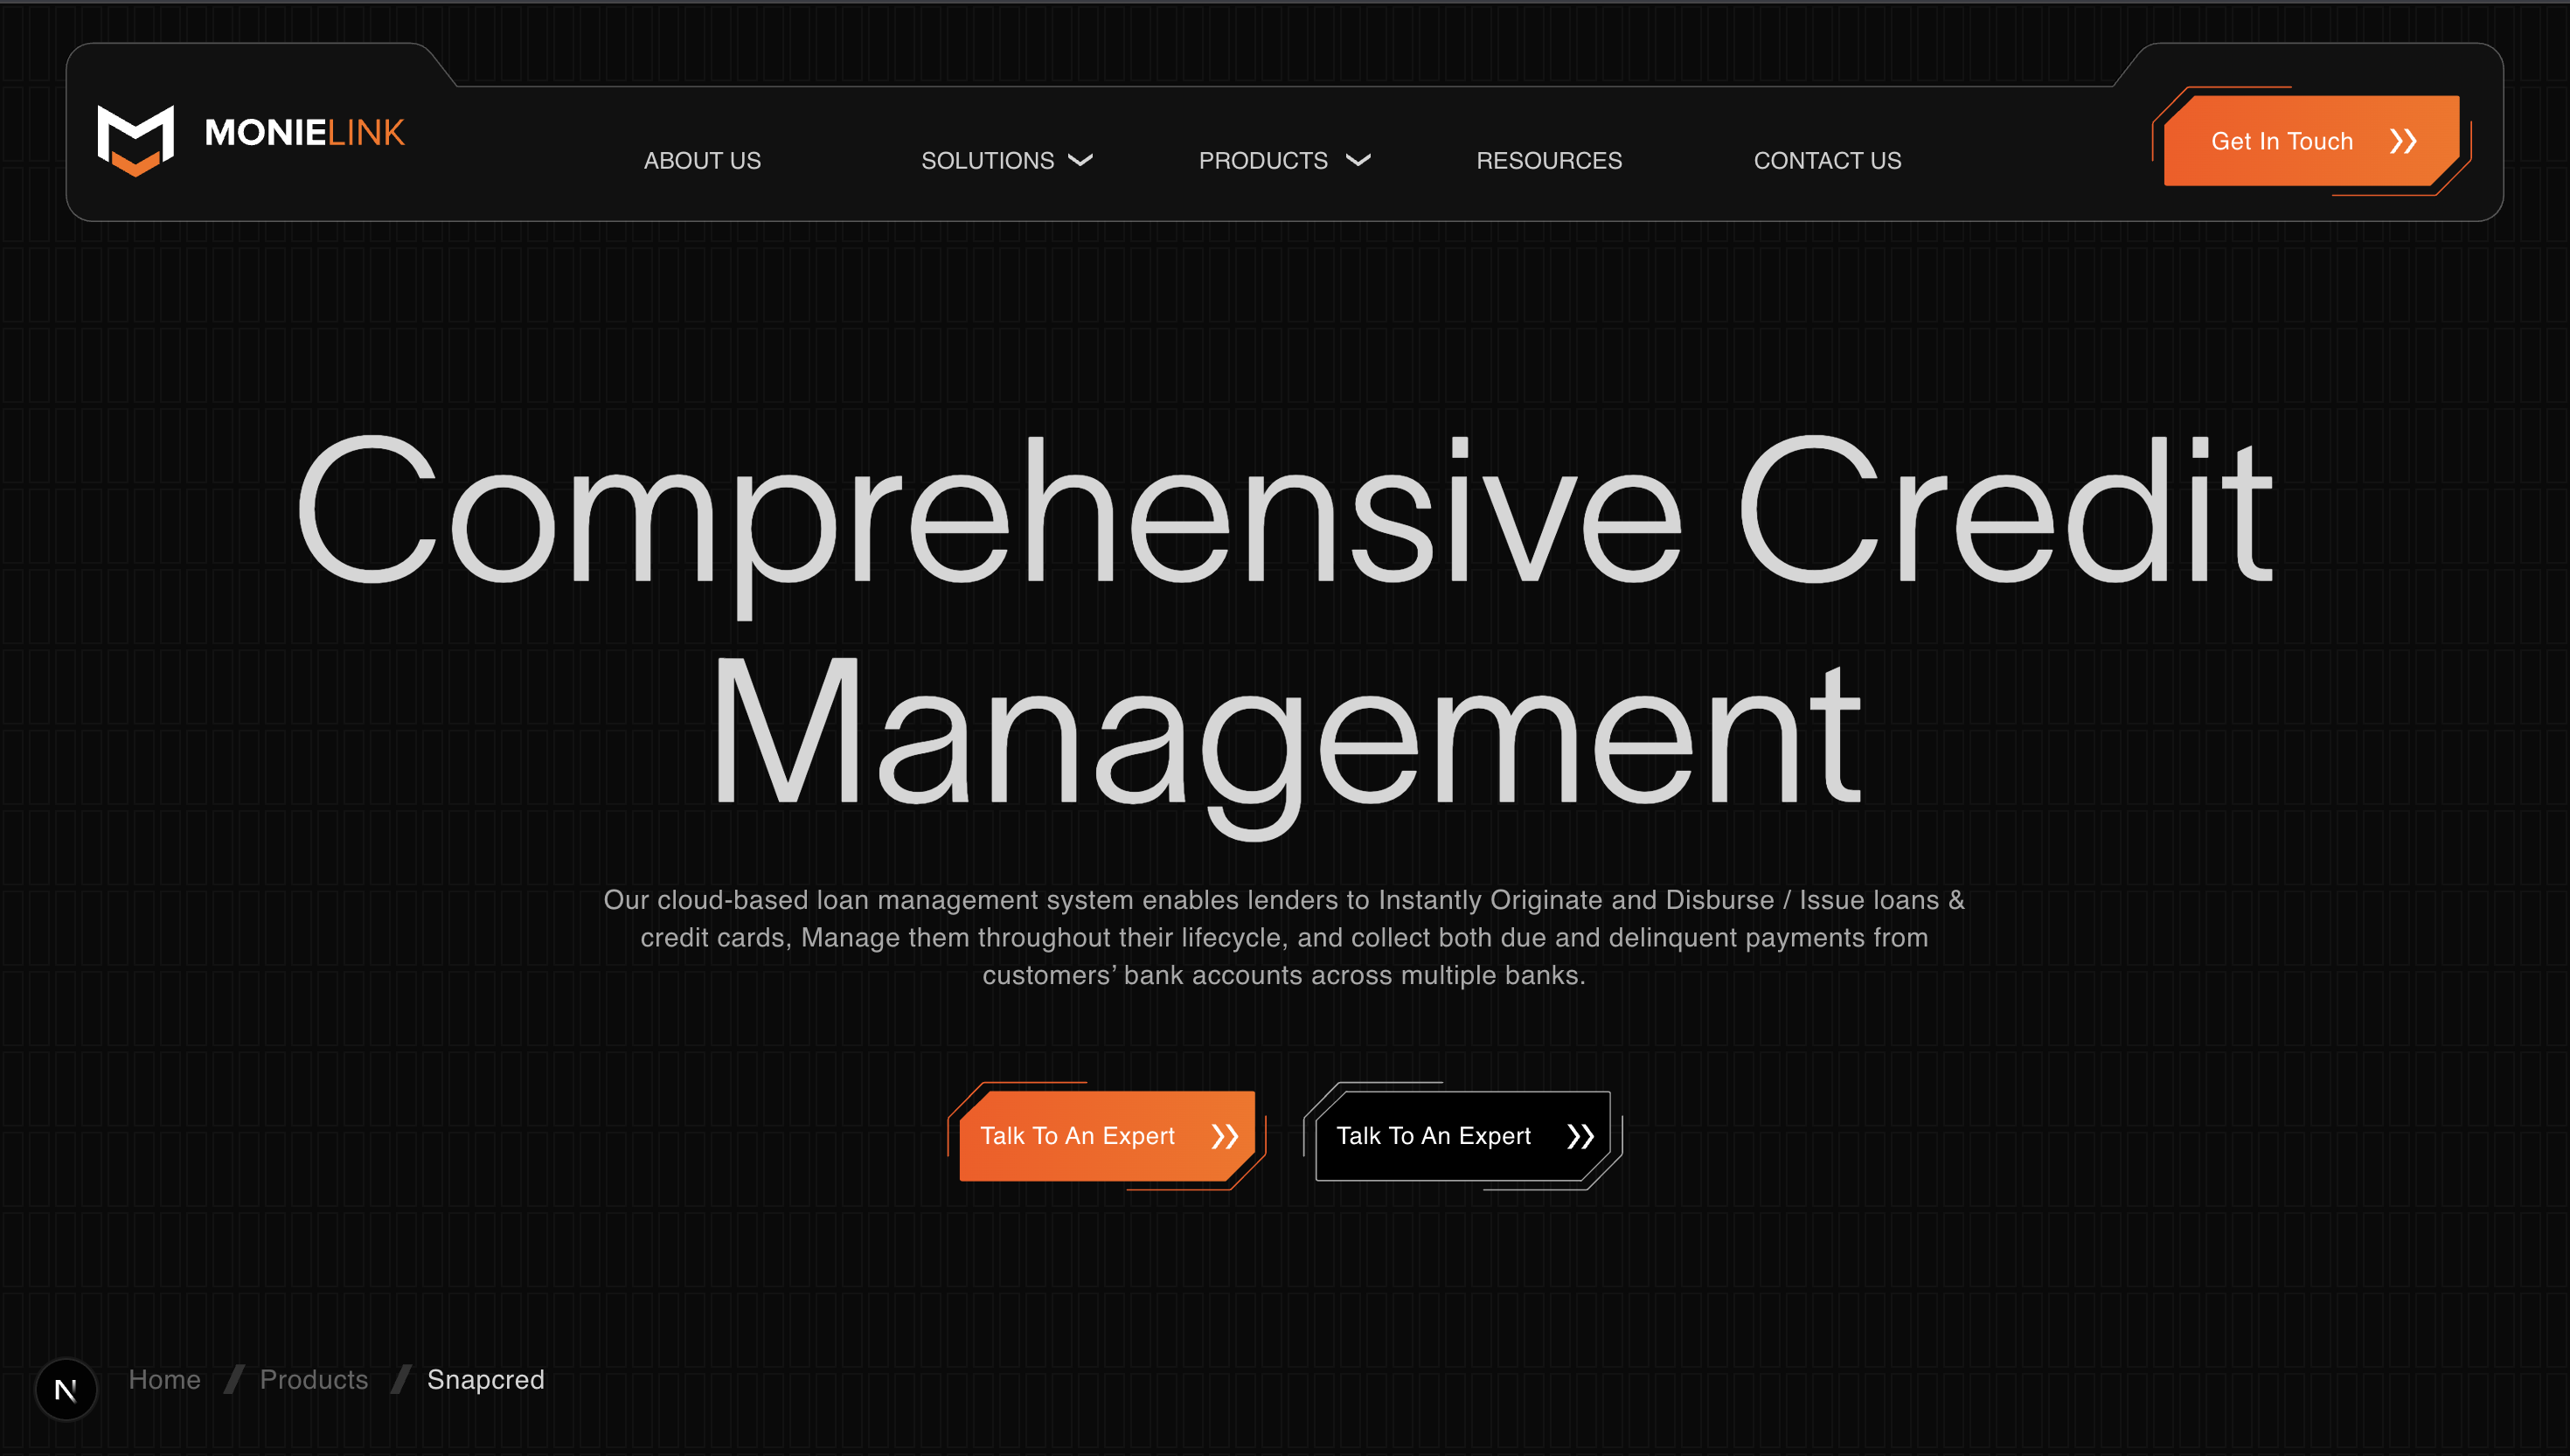 MONIELINK
ABOUT US
SOLUTIONS
PRODUCTS
RESOURCES
CONTACT US
Get In Touch
Comprehensive Credit
Management
Our cloud-based loan management system enables lenders to Instantly Originate and Disburse / Issue loans &
credit cards, Manage them throughout their lifecycle, and collect both due and delinquent payments from
customers’ bank accounts across multiple banks.
Talk To An Expert
Talk To An Expert
N
Home / Products / Snapcred